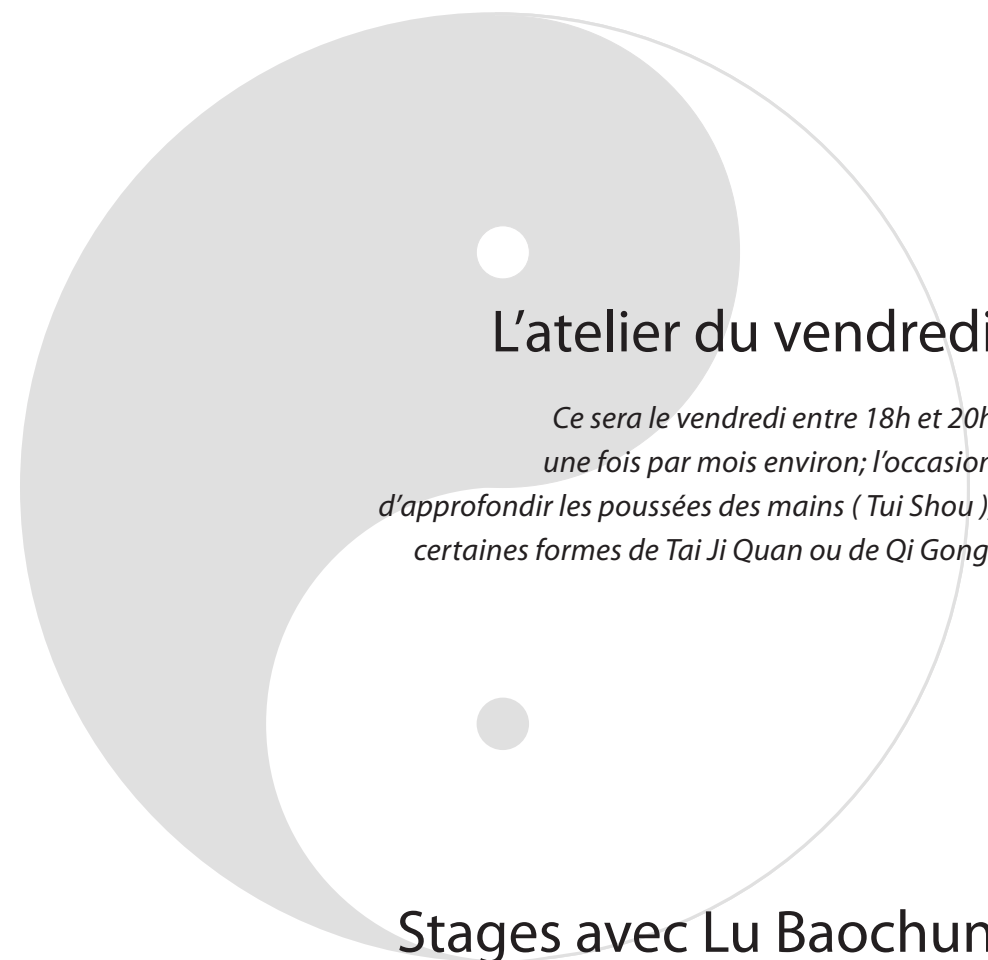 L’atelier du vendredi
Ce sera le vendredi entre 18h et 20h
une fois par mois environ; l’occasion
d’approfondir les poussées des mains ( Tui Shou ),
certaines formes de Tai Ji Quan ou de Qi Gong
Stages avec Lu Baochun